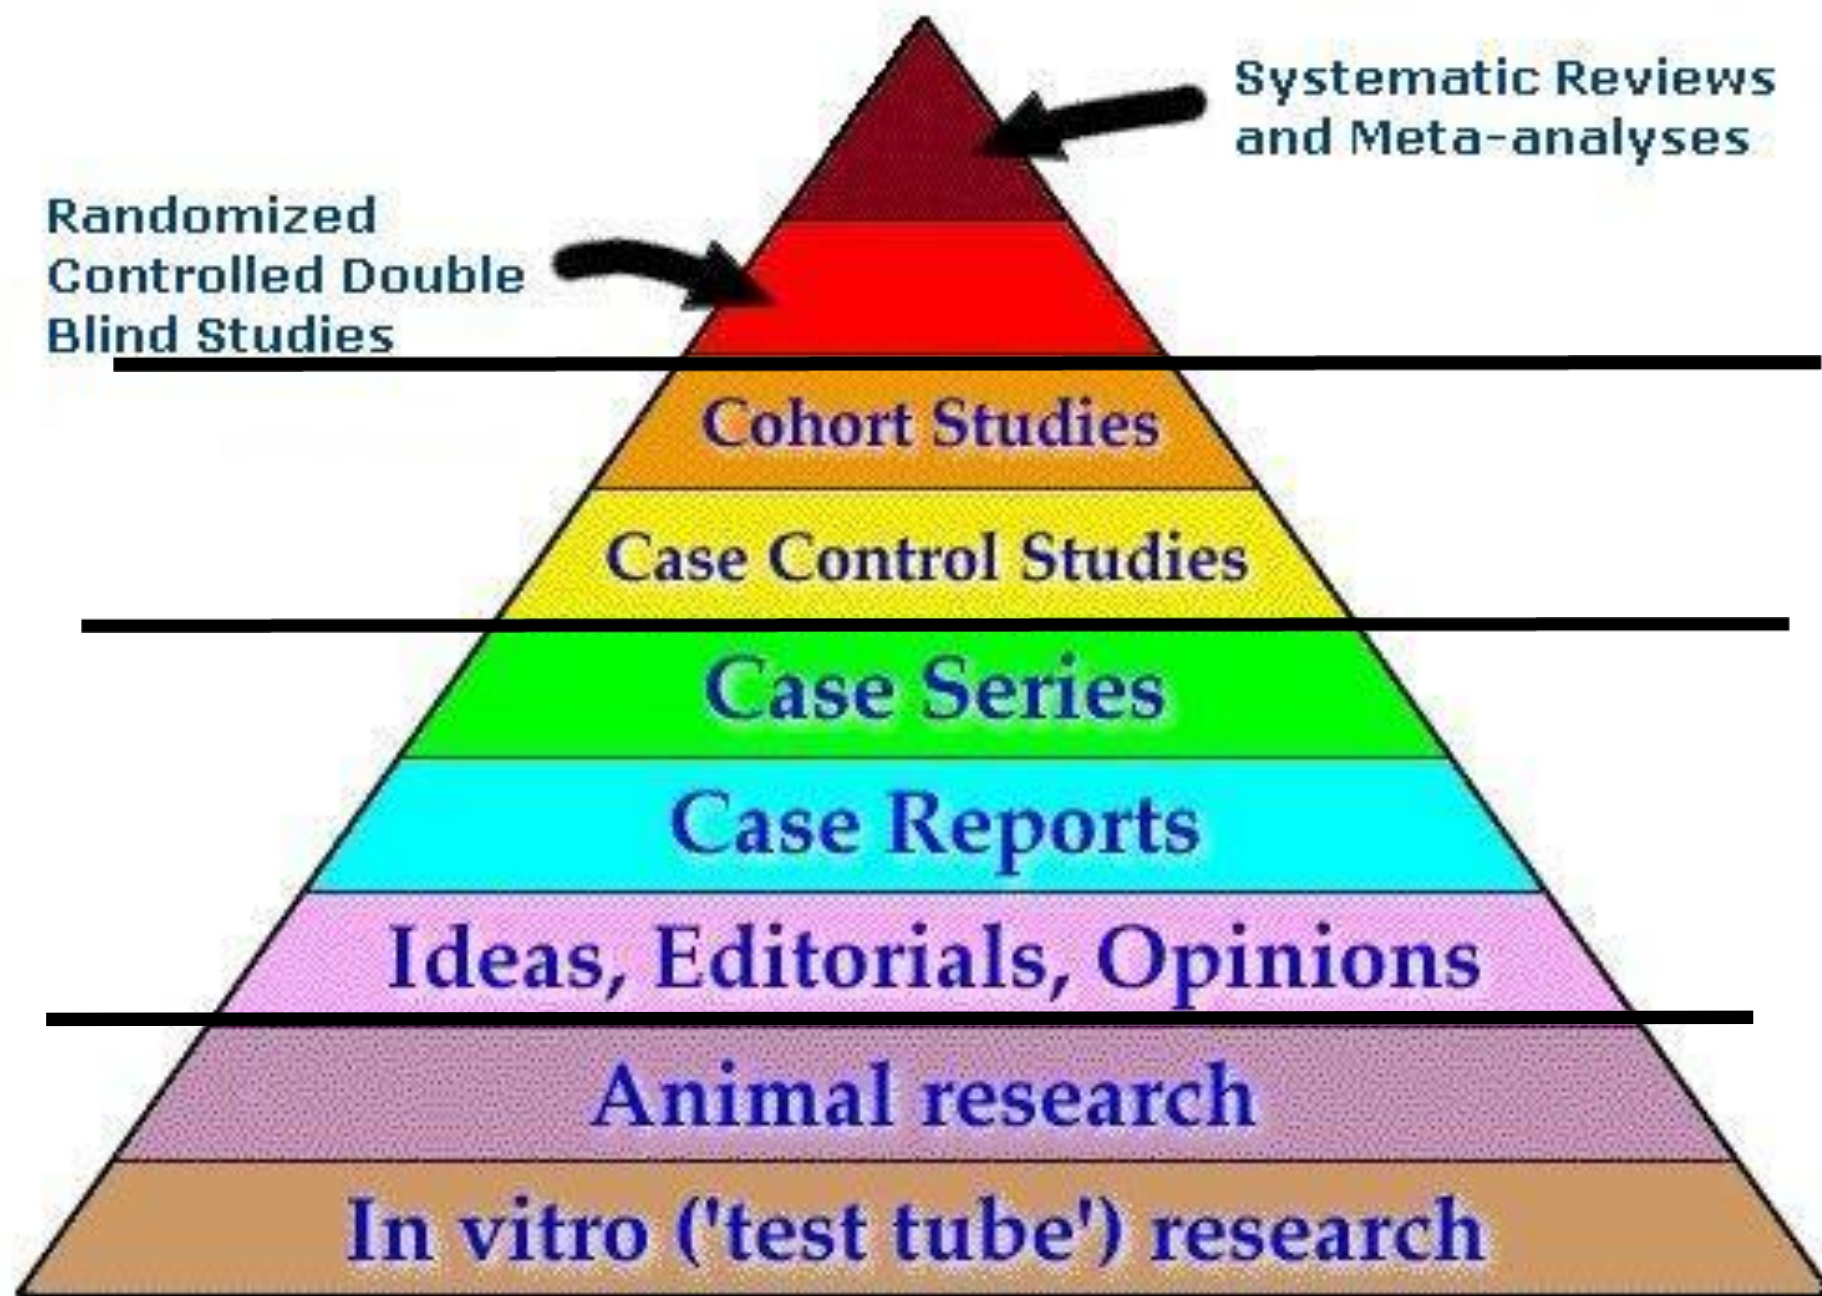 Systematic Reviews
and Meta-analyses
Randomized
Controlled Double
Blind Studies
Cohort Studies
Case Control Studies
Case Series
Case Reports
Ideas, Editorials, Opinions
Animal research
In vitro ('test tube') research